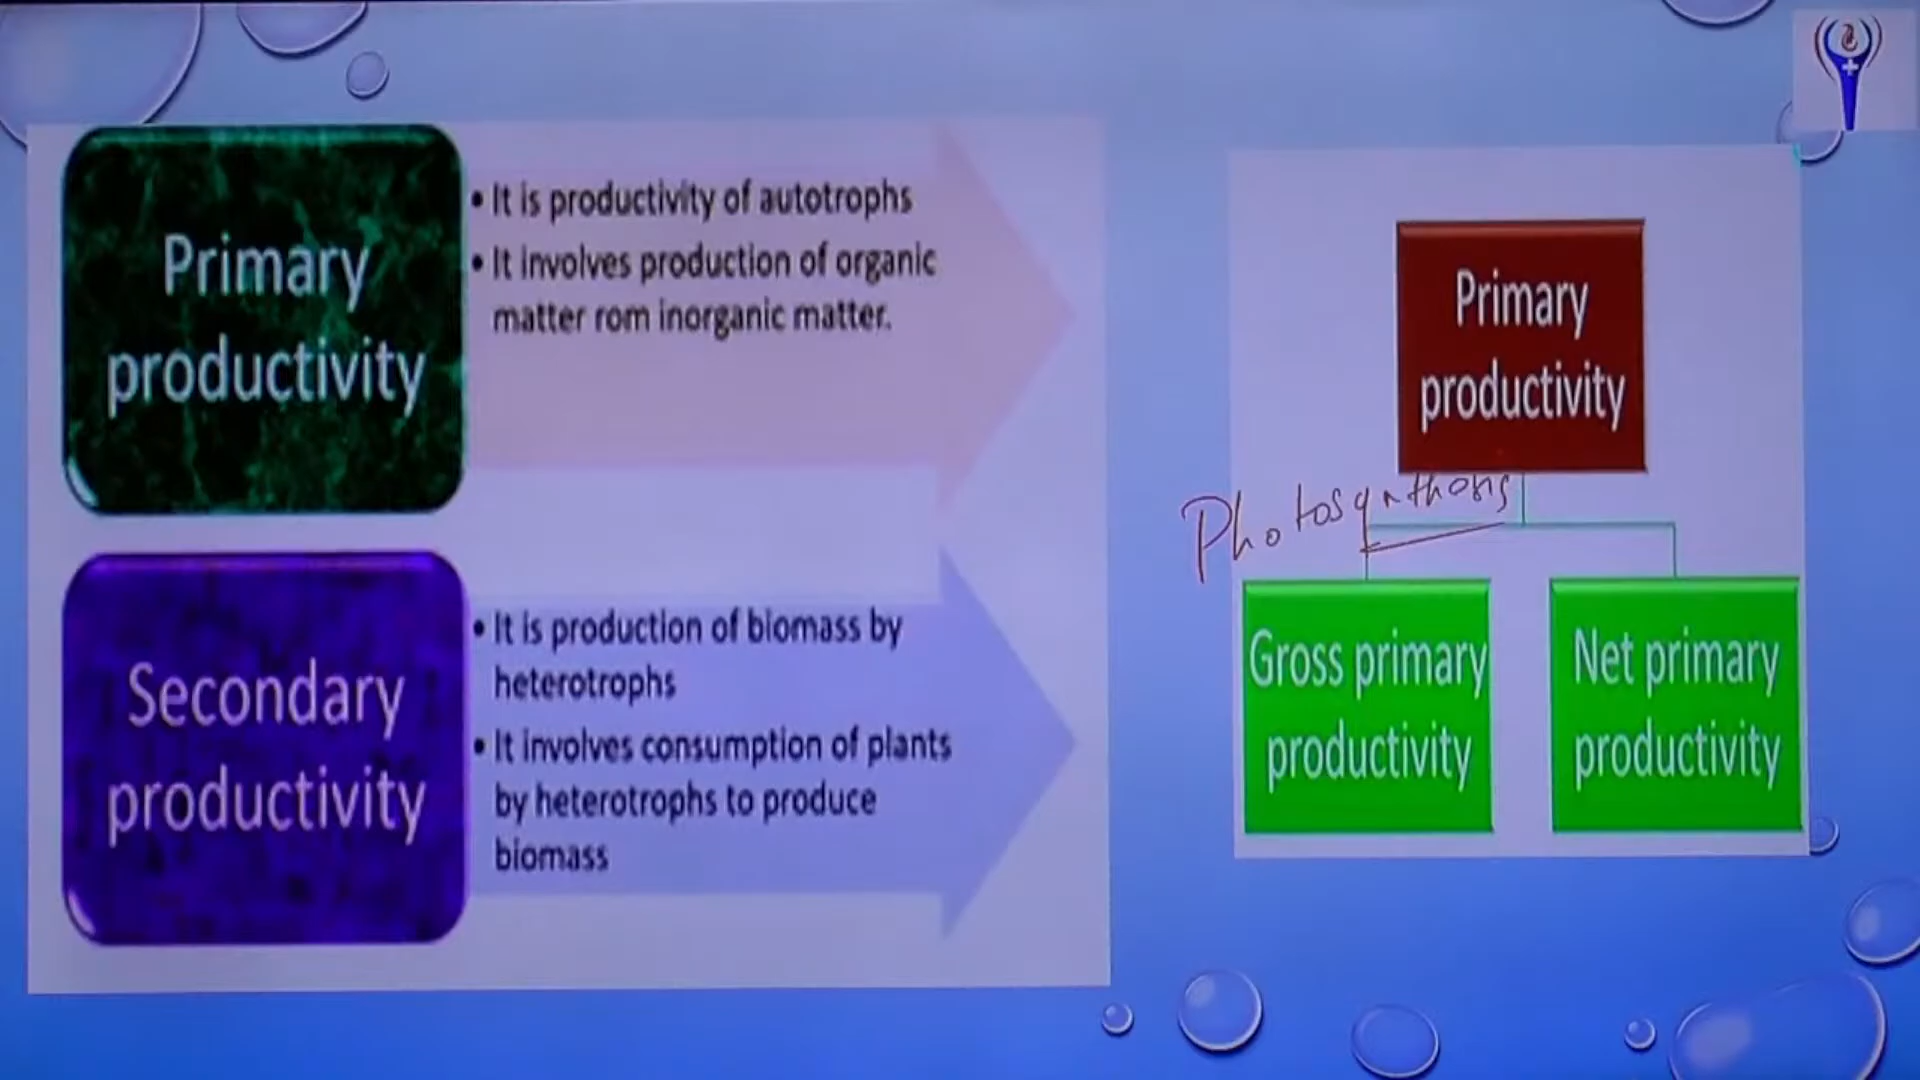 Primary
productivity
• It is productivity of autotrophs
• It involves production of organic
matter rom inorganic matter.
Secondary
productivity
• It is production of biomass by
heterotrophs
• It involves consumption of plants
by heterotrophs to produce
biomass
Primary
productivity
Photosynthesis
Gross primary
productivity
Net primary
productivity